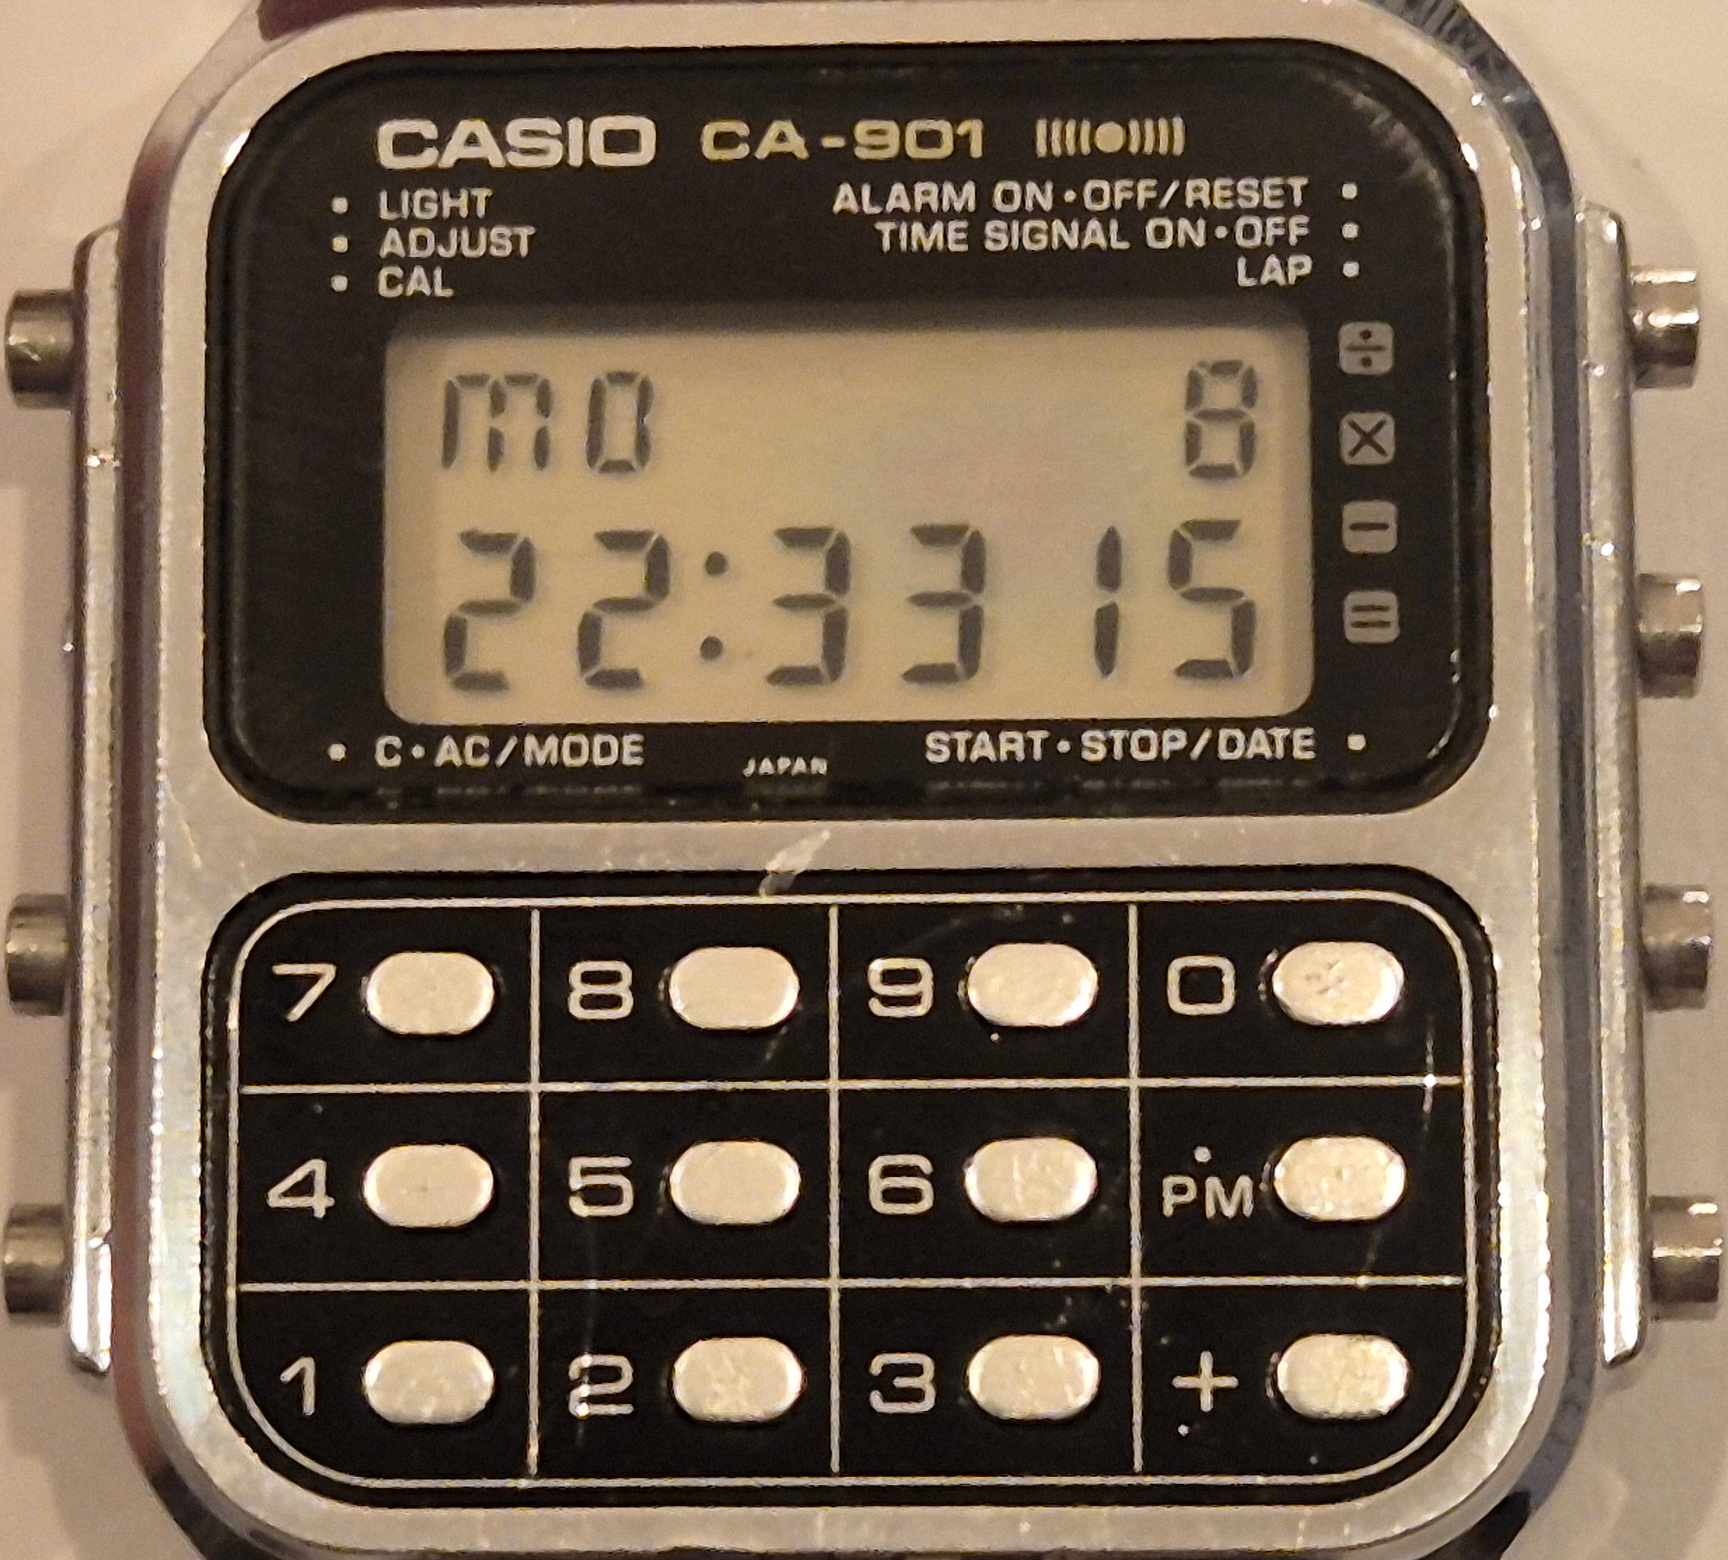 CASIO CA-901
LIGHT ALARM ON•OFF/RESET
ADJUST TIME SIGNAL ON•OFF
CAL LAP
÷
MO 8
×
−
22:33 15
=
C•AC/MODE JAPAN START•STOP/DATE
7 8 9 0
4 5 6 •PM
1 2 3 +